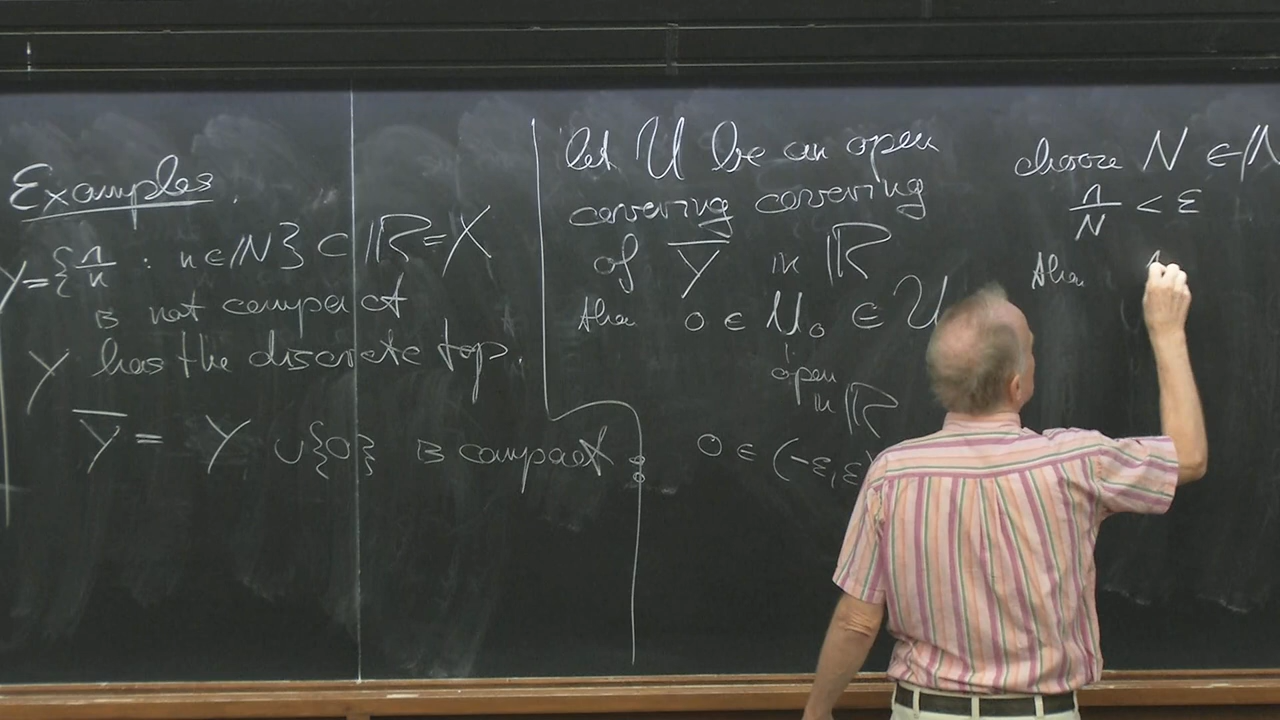 Examples.
Y = {1/n : n ∈ ℕ} ⊂ ℝ = X
is not compact
Y has the discrete top.
Y̅ = Y ∪ {0} is compact
let 𝒰 be an open
covering covering
of Y̅ in ℝ
then 0 ∈ U₀ ∈ 𝒰
open
in ℝ
0 ∈ (-ε, ε
choose N ∈ ℕ
1/N < ε
then